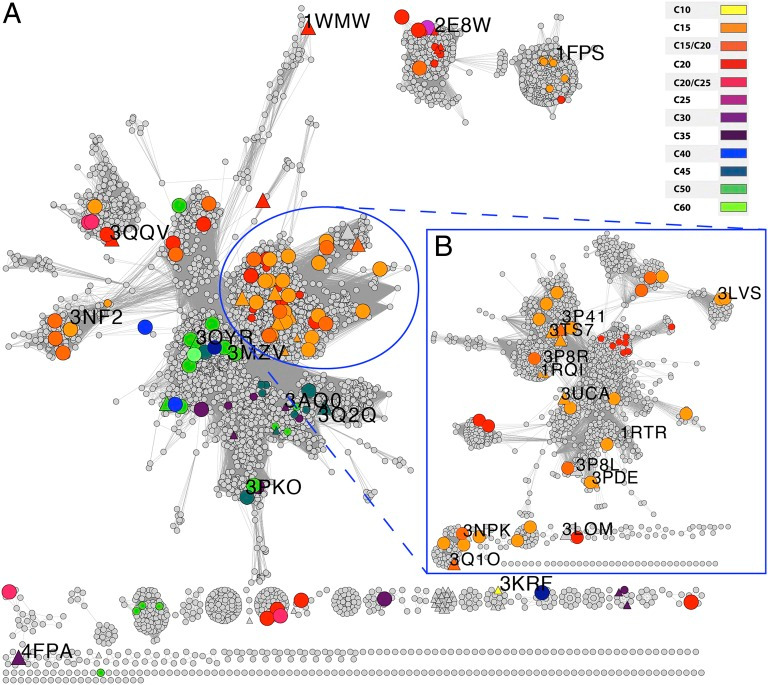 A
1WMW
2E8W
1FPS
C10
C15
C15/C20
C20
C20/C25
C25
C30
C35
C40
C45
C50
C60
3QQV
3NF2
3OYR
3MZV
3AQ0
3Q2Q
3PKO
B
3LVS
3P41
3TS7
3P8R
1RQI
3UCA
1RTR
3P8L
3PDE
3NPK
3LOM
3Q1O
3KRF
4FPA